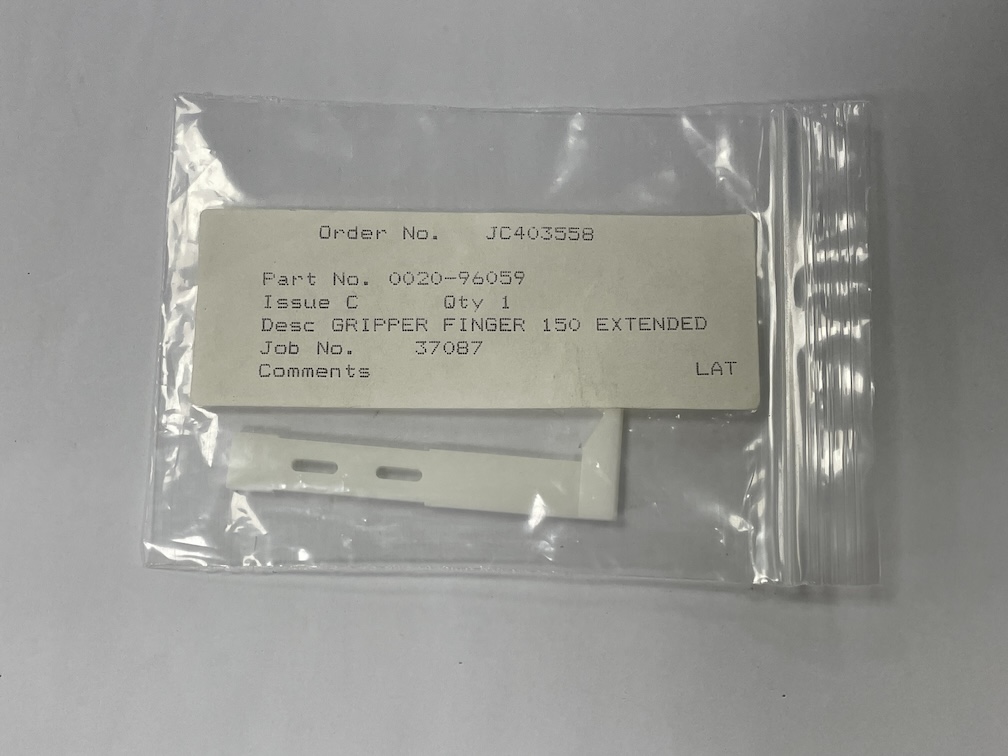 Order No. JC403558
Part No. 0020-96059
Issue C Qty 1
Desc GRIPPER FINGER 150 EXTENDED
Job No. 37087
Comments LAT